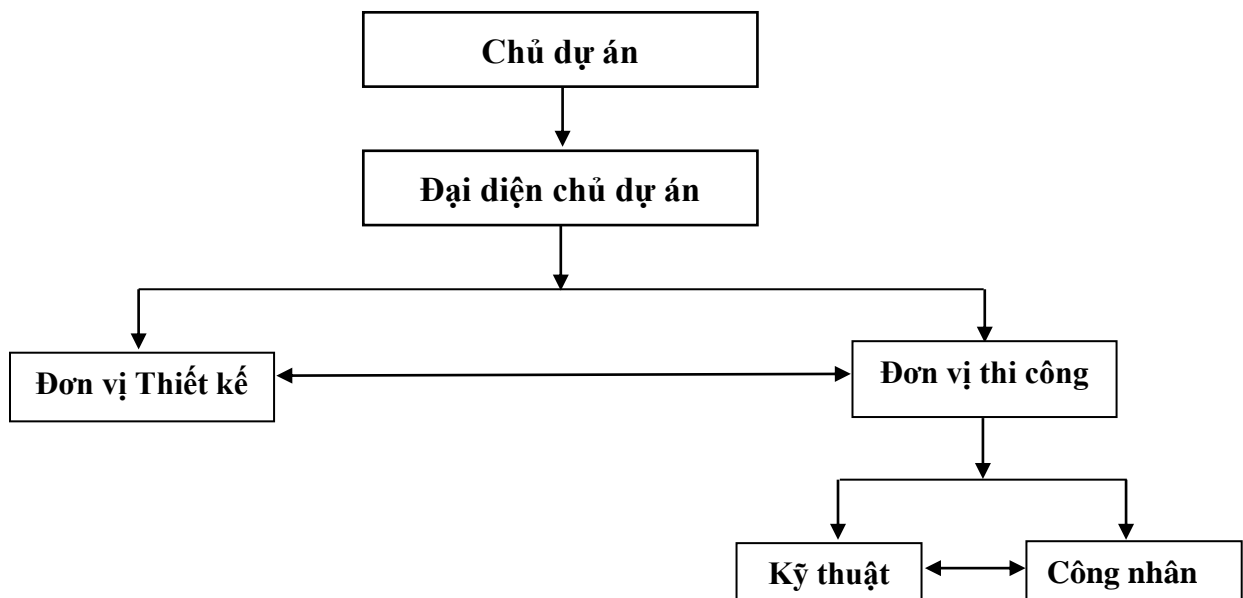 Chủ dự án
Đại diện chủ dự án
Đơn vị Thiết kế
Đơn vị thi công
Kỹ thuật
Công nhân